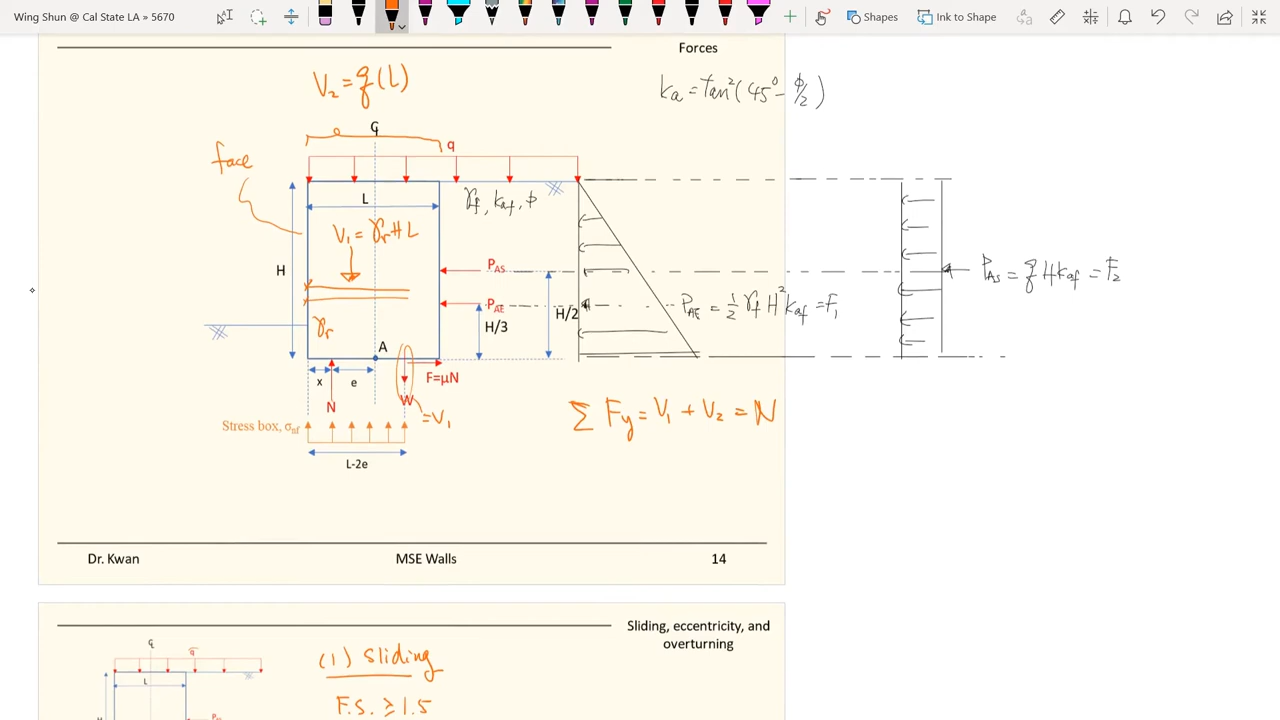 Wing Shun @ Cal State LA » 5670
Shapes
Ink to Shape
Forces
V₂ = q(L)
ka = tan²(45° - ϕ/2)
face
℄
q
L
γf, kaf, ϕ
V₁ = γr H L
H
PAS
PAS = q H kaf = F₂
PAE
PAE = ½ γf H² kaf = F₁
H/2
H/3
γr
A
x
e
F=μN
N
W
= V₁
Σ Fy = V₁ + V₂ = N
Stress box, σ
L-2e
Dr. Kwan
MSE Walls
14
Sliding, eccentricity, and
overturning
℄
q
L
(1) Sliding
F.S. ≥ 1.5